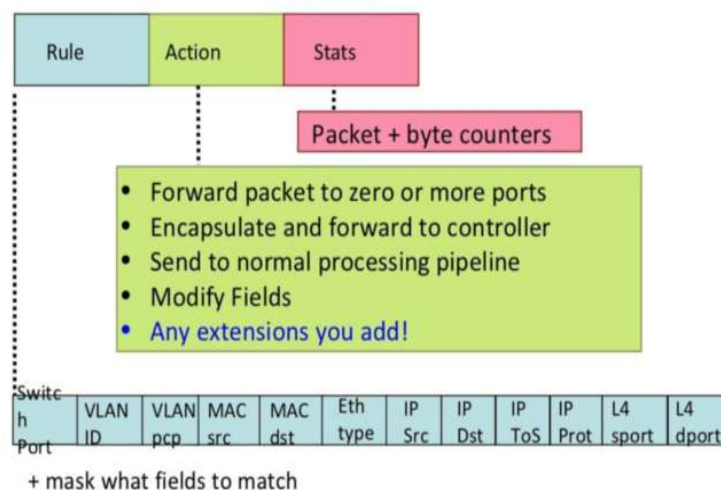 Rule Action Stats
Packet + byte counters
• Forward packet to zero or more ports
• Encapsulate and forward to controller
• Send to normal processing pipeline
• Modify Fields
• Any extensions you add!
Switc
h
Port
VLAN
ID
VLAN
pcp
MAC
src
MAC
dst
Eth
type
IP
Src
IP
Dst
IP
ToS
IP
Prot
L4
sport
L4
dport
+ mask what fields to match